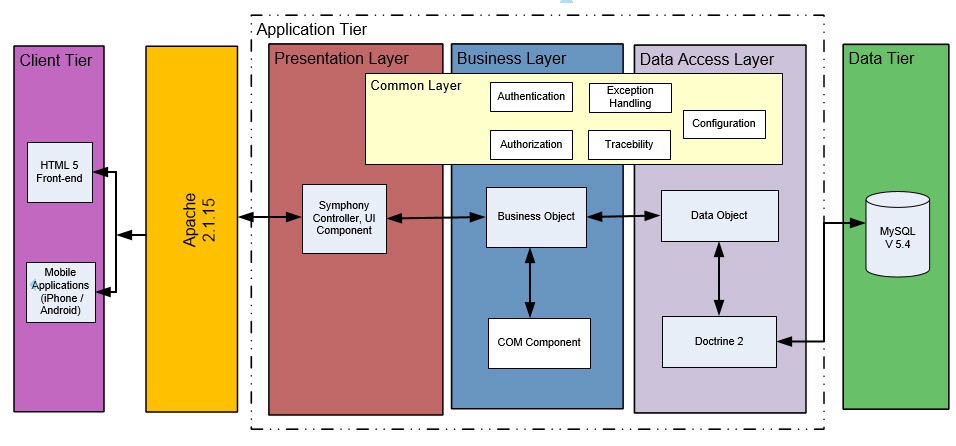 Application Tier
Client Tier
Presentation Layer
Business Layer
Data Access Layer
Data Tier
Common Layer
Authentication
Exception
Handling
Configuration
Authorization
Tracebility
HTML 5
Front-end
Mobile
Applications
(iPhone /
Android)
Apache
2.1.15
Symphony
Controller, UI
Component
Business Object
Data Object
MySQL
V 5.4
COM Component
Doctrine 2